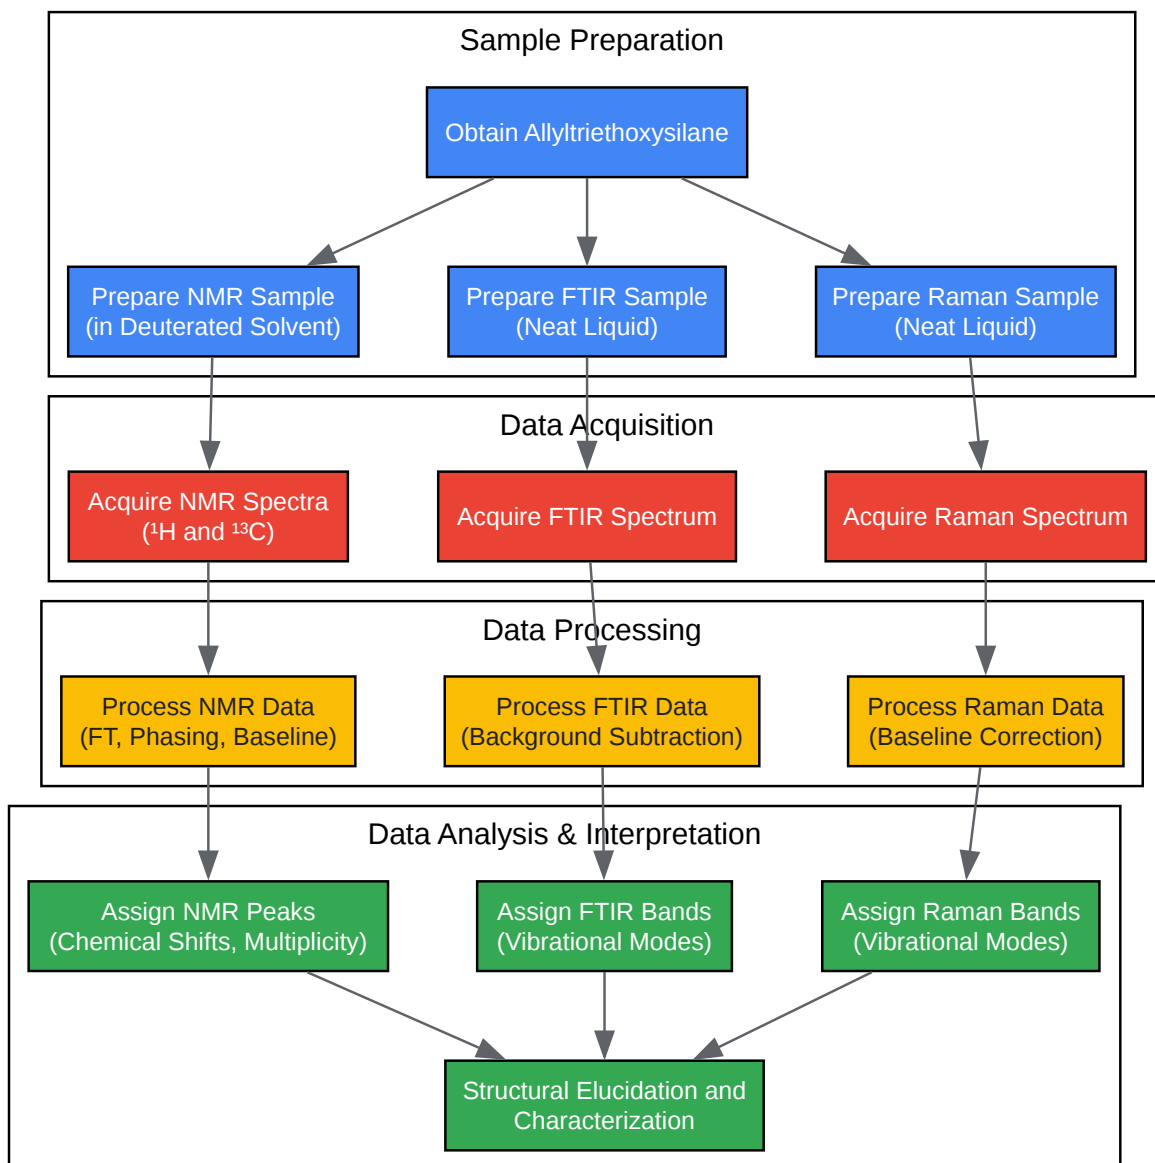 Sample Preparation
Obtain Allyltriethoxysilane
Prepare NMR Sample
(in Deuterated Solvent)
Prepare FTIR Sample
(Neat Liquid)
Prepare Raman Sample
(Neat Liquid)
Data Acquisition
Acquire NMR Spectra
(¹H and ¹³C)
Acquire FTIR Spectrum
Acquire Raman Spectrum
Data Processing
Process NMR Data
(FT, Phasing, Baseline)
Process FTIR Data
(Background Subtraction)
Process Raman Data
(Baseline Correction)
Data Analysis & Interpretation
Assign NMR Peaks
(Chemical Shifts, Multiplicity)
Assign FTIR Bands
(Vibrational Modes)
Assign Raman Bands
(Vibrational Modes)
Structural Elucidation and
Characterization